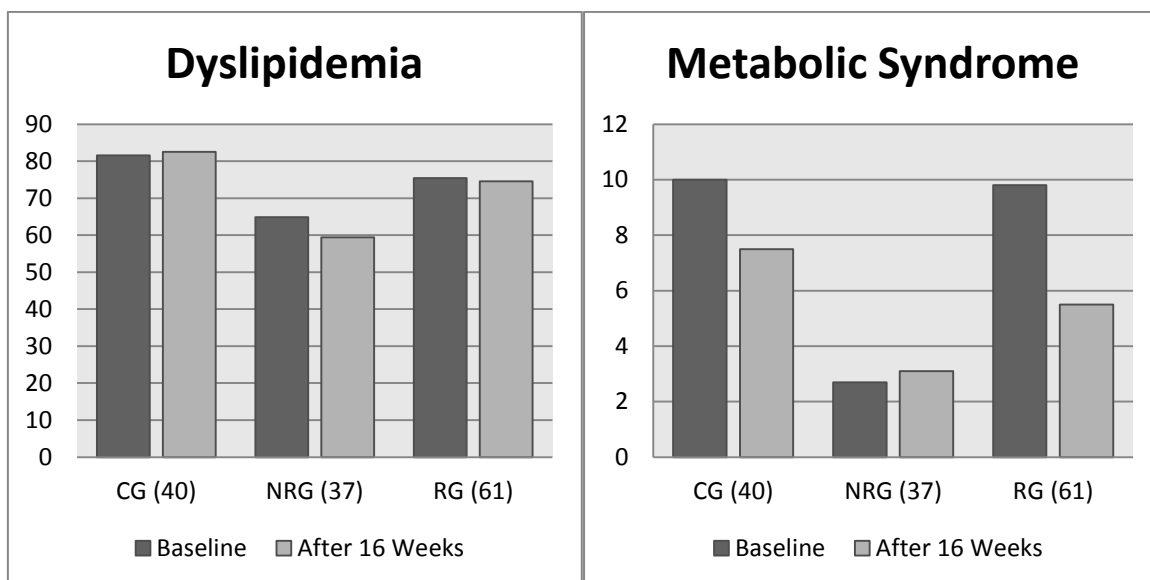 Dyslipidemia
90
80
70
60
50
40
30
20
10
0
CG (40) NRG (37) RG (61)
Baseline After 16 Weeks
Metabolic Syndrome
12
10
8
6
4
2
0
CG (40) NRG (37) RG (61)
Baseline After 16 Weeks